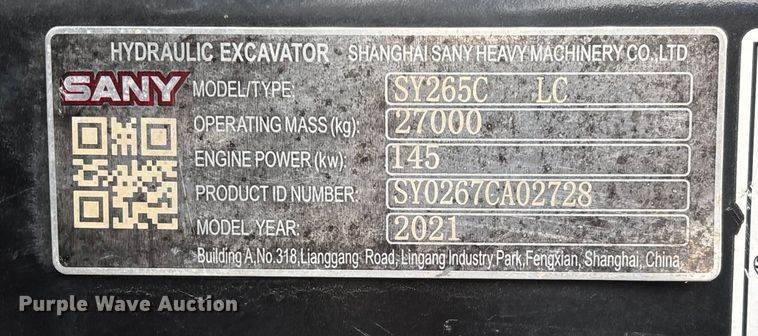 HYDRAULIC EXCAVATOR SHANGHAI SANY HEAVY MACHINERY CO., LTD
SANY
MODEL/TYPE: SY265C LC
OPERATING MASS (kg): 27000
ENGINE POWER (kw): 145
PRODUCT ID NUMBER: SY0267CA02728
MODEL YEAR: 2021
Building A,No.318,Lianggang Road, Lingang Industry Park,Fengxian, Shanghai, China,
Purple Wave Auction